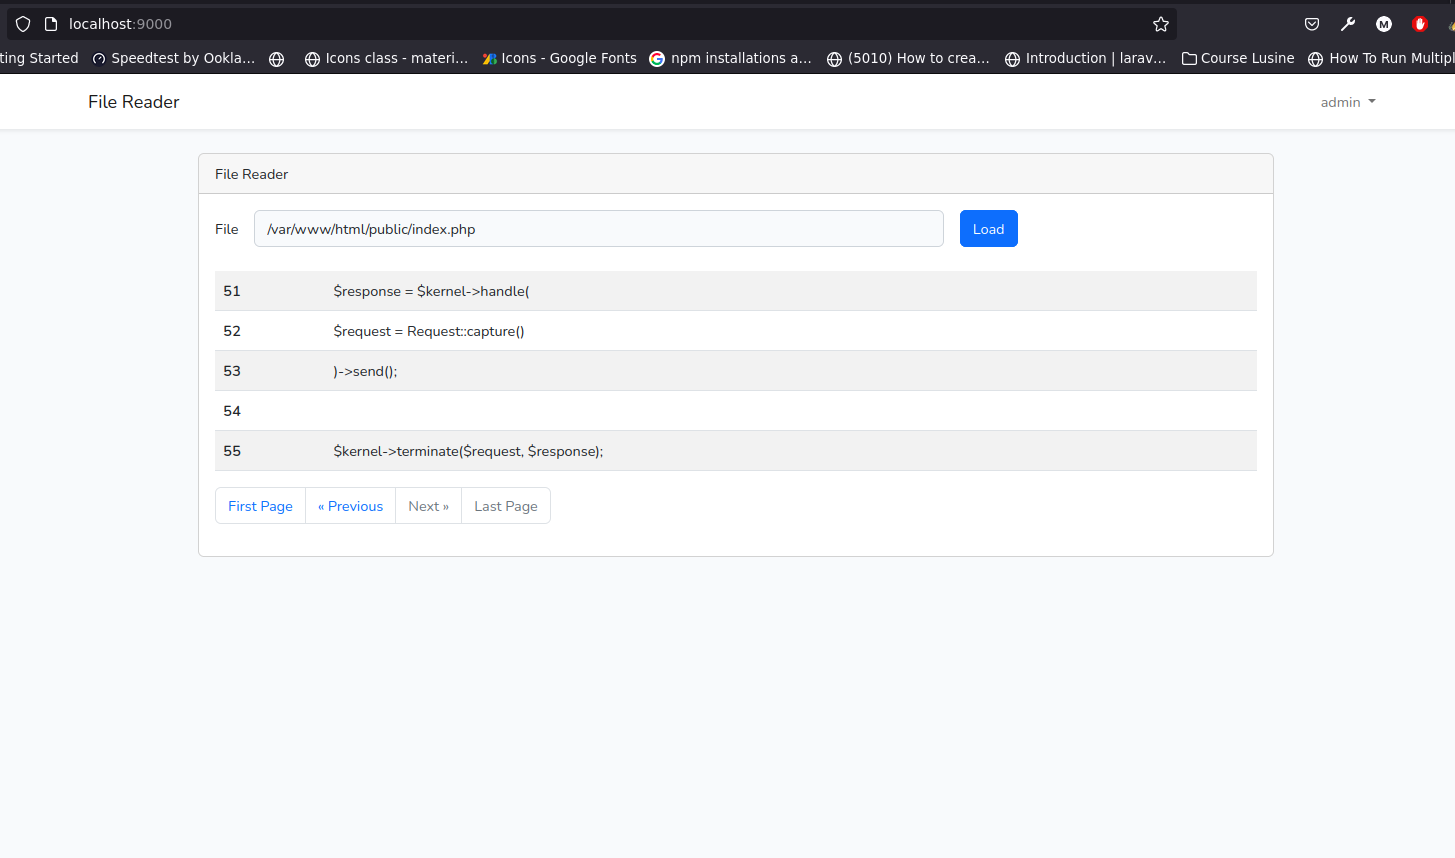 localhost:9000
ting Started Speedtest by Ookla... Icons class - materi... Icons - Google Fonts npm installations a... (5010) How to crea... Introduction | larav... Course Lusine How To Run Multipl
File Reader admin
File Reader
File /var/www/html/public/index.php Load
51 $response = $kernel->handle(
52 $request = Request::capture()
53 )->send();
54
55 $kernel->terminate($request, $response);
First Page « Previous Next » Last Page